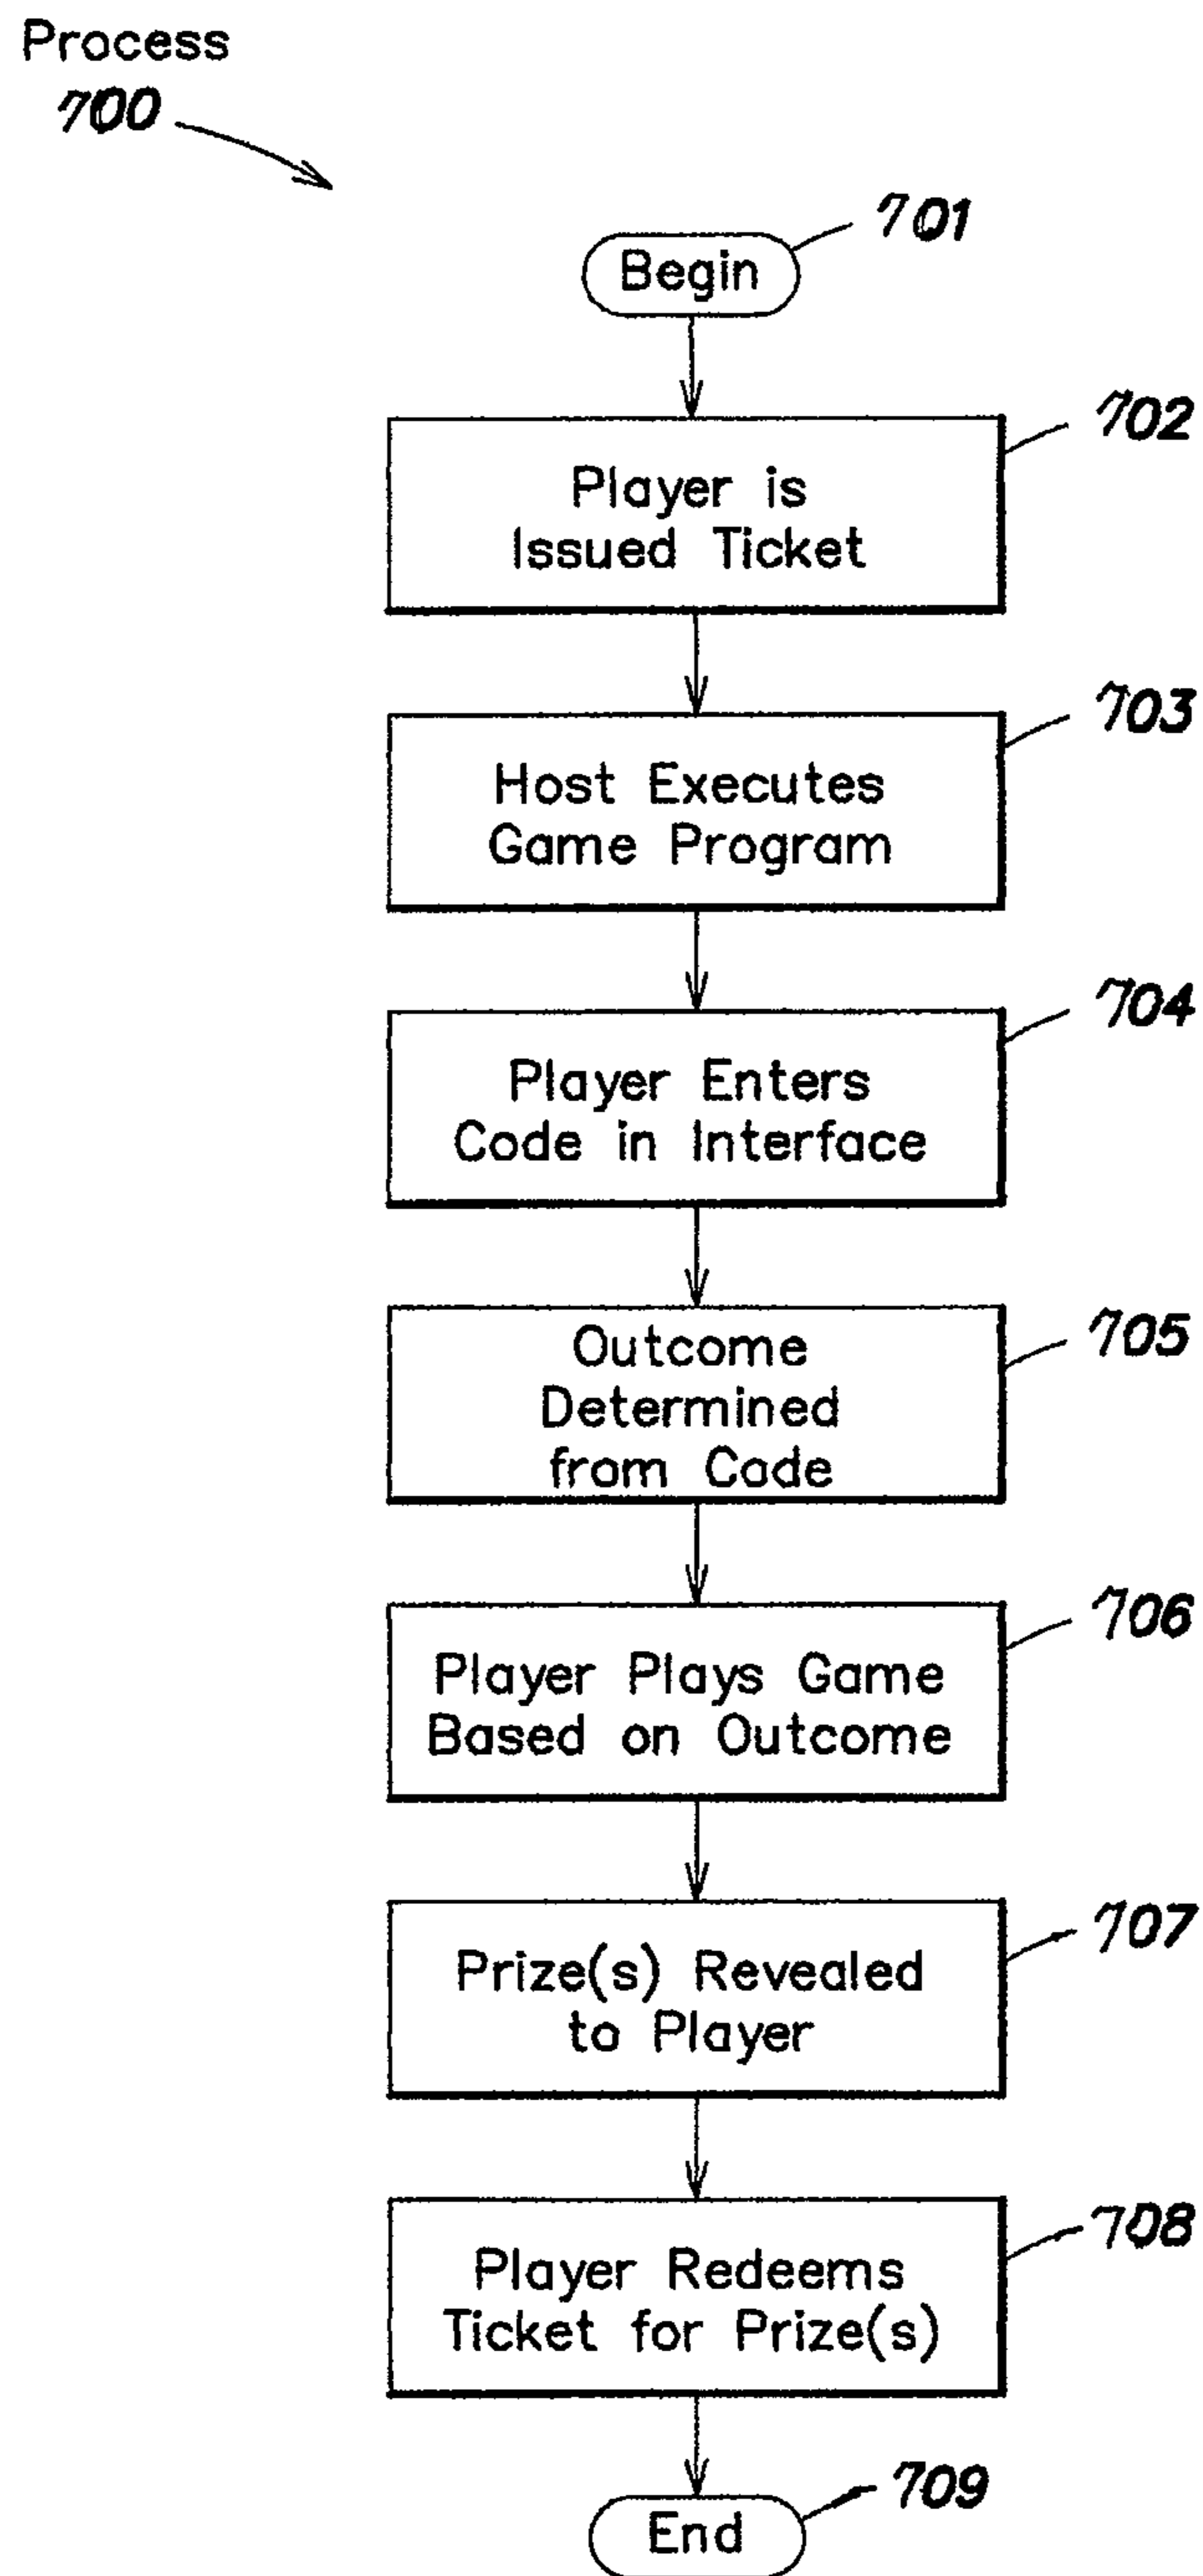 Process
700
701
Begin
702
Player is
Issued Ticket
703
Host Executes
Game Program
704
Player Enters
Code in Interface
705
Outcome
Determined
from Code
706
Player Plays Game
Based on Outcome
707
Prize(s) Revealed
to Player
708
Player Redeems
Ticket for Prize(s)
709
End